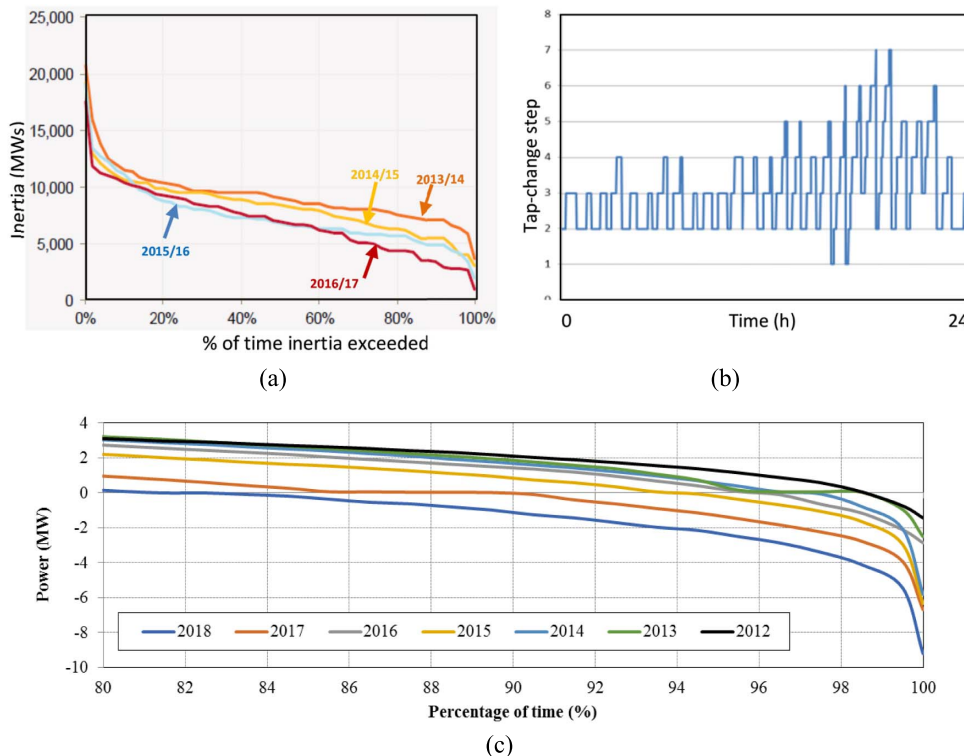 25,000
20,000
15,000
10,000
5,000
0
Inertia (MWs)
2014/15
2013/14
2015/16
2016/17
0% 20% 40% 60% 80% 100%
% of time inertia exceeded
(a)
8
7
6
5
4
3
2
1
0
Tap-change step
0 Time (h) 24
(b)
4
2
0
-2
-4
-6
-8
-10
Power (MW)
2018 2017 2016 2015 2014 2013 2012
80 82 84 86 88 90 92 94 96 98 100
Percentage of time (%)
(c)